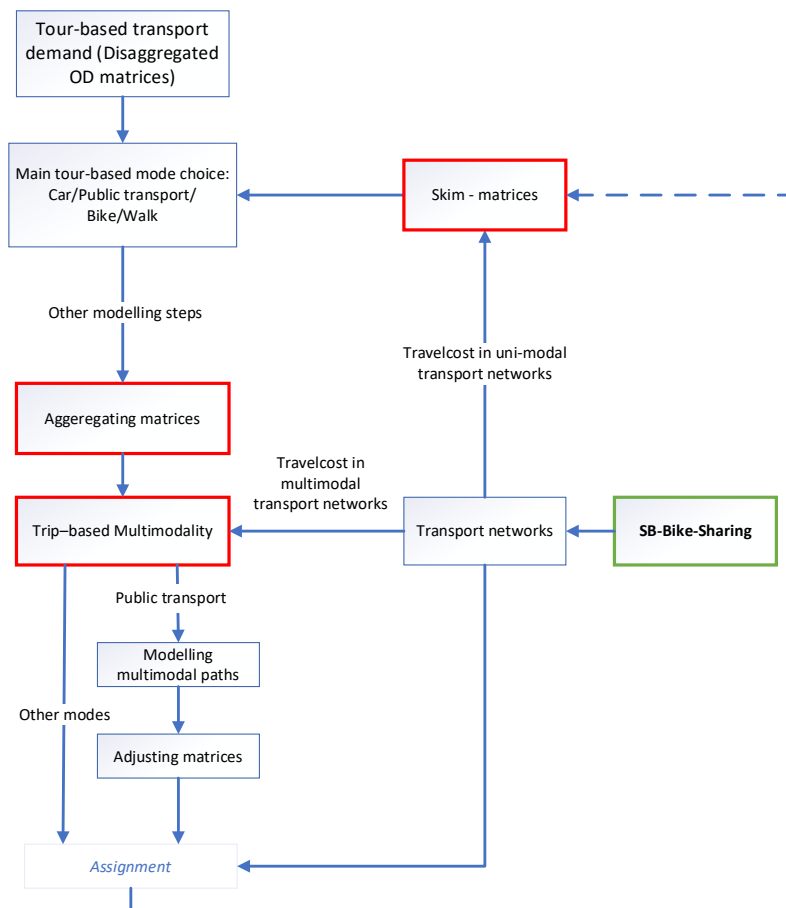 Tour-based transport
demand (Disaggregated
OD matrices)
Main tour-based mode choice:
Car/Public transport/
Bike/Walk
Skim - matrices
Other modelling steps
Travelcost in uni-modal
transport networks
Aggeregating matrices
Travelcost in
multimodal
transport networks
Trip–based Multimodality
Transport networks
SB-Bike-Sharing
Public transport
Modelling
multimodal paths
Other modes
Adjusting matrices
Assignment